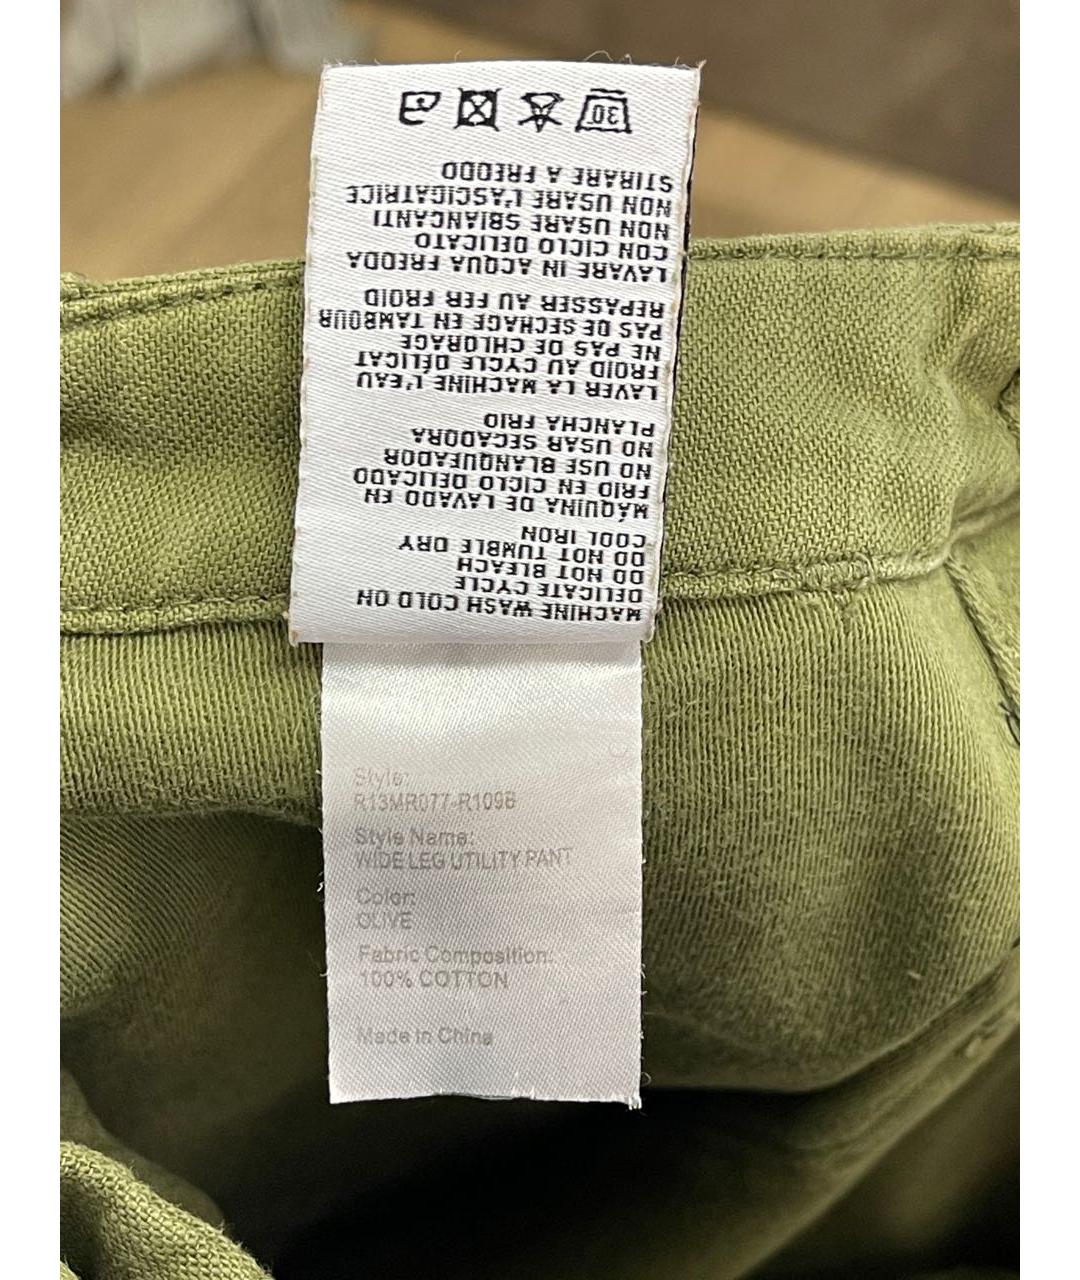 MACHINE WASH COLD ON
DELICATE CYCLE
DO NOT BLEACH
DO NOT TUMBLE DRY
COOL IRON
MÁQUINA DE LAVADO EN
FRIO EN CICLO DELICADO
NO USE BLANQUEADOR
NO USAR SECADORA
PLANCHA FRIO
LAVER LA MACHINE L'EAU
FROID AU CYCLE DÉLICAT
NE PAS DE CHLORAGE
PAS DE SECHAGE EN TAMBOUR
REPASSER AU FER FROID
LAVARE IN ACQUA FREDDA
CON CICLO DELICATO
NON USARE SBIANCANTI
NON USARE L'ASCIGATRICE
STIRARE A FREDDO
30°
Style:
R13MR077-R109B
Style Name:
WIDE LEG UTILITY PANT
Color:
OLIVE
Fabric Composition:
100% COTTON
Made in China